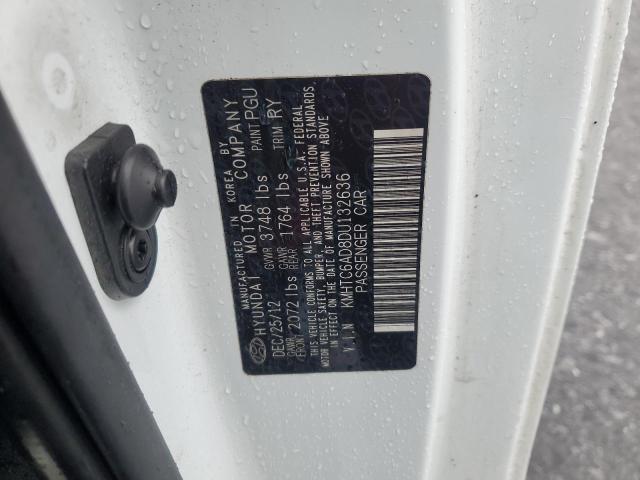 MANUFACTURED IN KOREA BY
HYUNDAI MOTOR COMPANY
DEC/25/12 GVWR 3748 lbs PAINT PGU
GAWR FRONT 2072 lbs GAWR REAR 1764 lbs TRIM RY
THIS VEHICLE CONFORMS TO ALL APPLICABLE U.S.A. FEDERAL
MOTOR VEHICLE SAFETY, BUMPER, AND THEFT PREVENTION STANDARDS
IN EFFECT ON THE DATE OF MANUFACTURE SHOWN ABOVE
V.I.N KMHTC6AD8DU132636
PASSENGER CAR